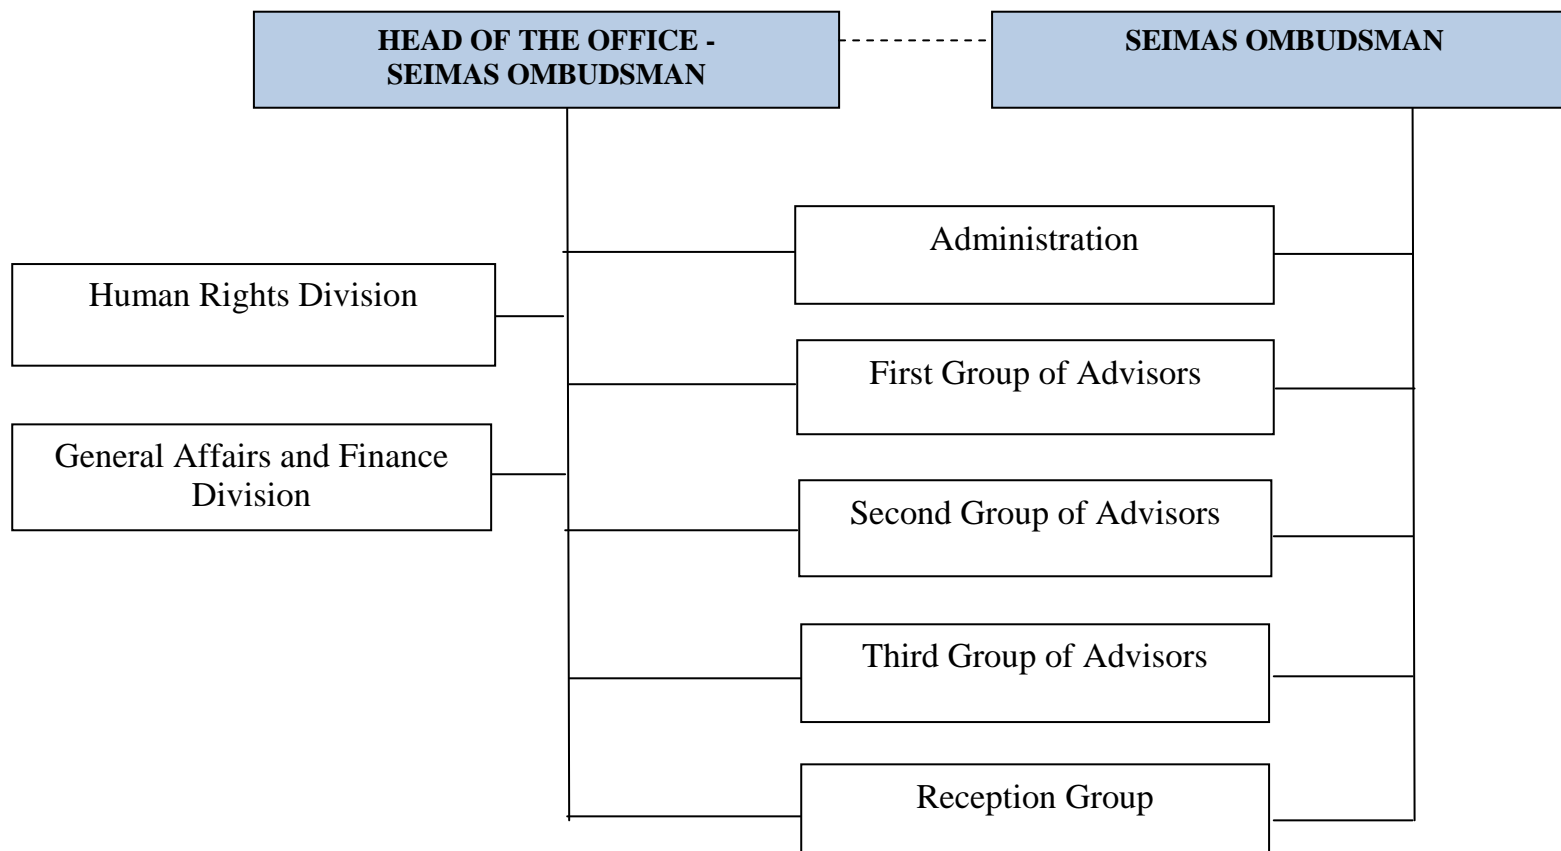 HEAD OF THE OFFICE -
SEIMAS OMBUDSMAN
SEIMAS OMBUDSMAN
Administration
Human Rights Division
First Group of Advisors
General Affairs and Finance
Division
Second Group of Advisors
Third Group of Advisors
Reception Group